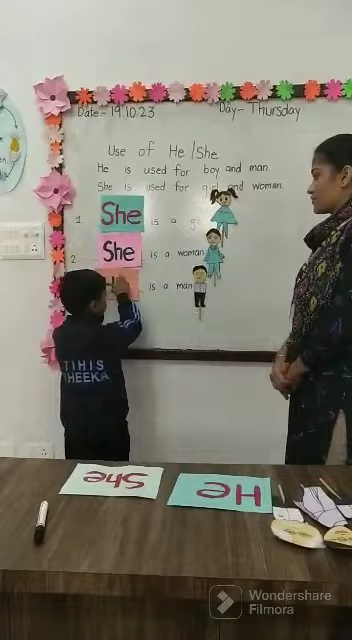 Date:- 19.10.23 Day- Thursday
Use of He/She
He is used for boy and man
She is used for girl and woman.
1 She is a
2 She is a woman
is a man
THIS
She He
Wondershare
Filmora